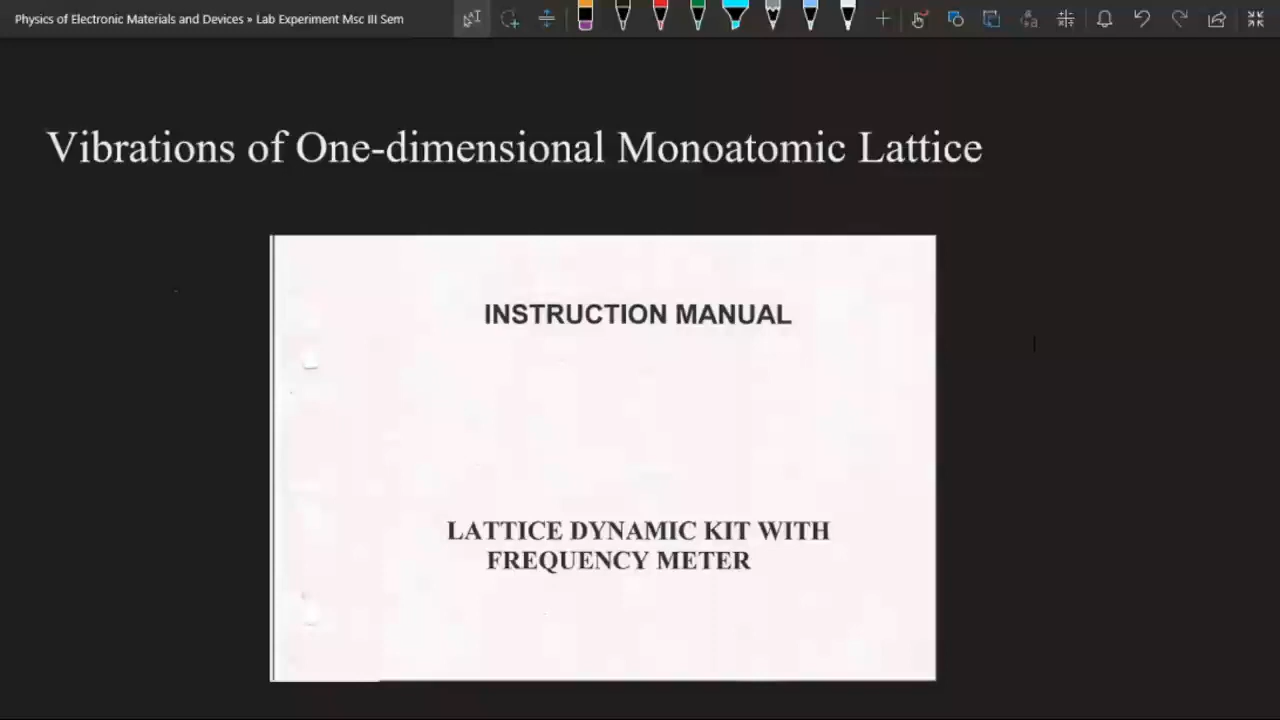 Physics of Electronic Materials and Devices » Lab Experiment Msc III Sem
Vibrations of One-dimensional Monoatomic Lattice
INSTRUCTION MANUAL
LATTICE DYNAMIC KIT WITH
FREQUENCY METER